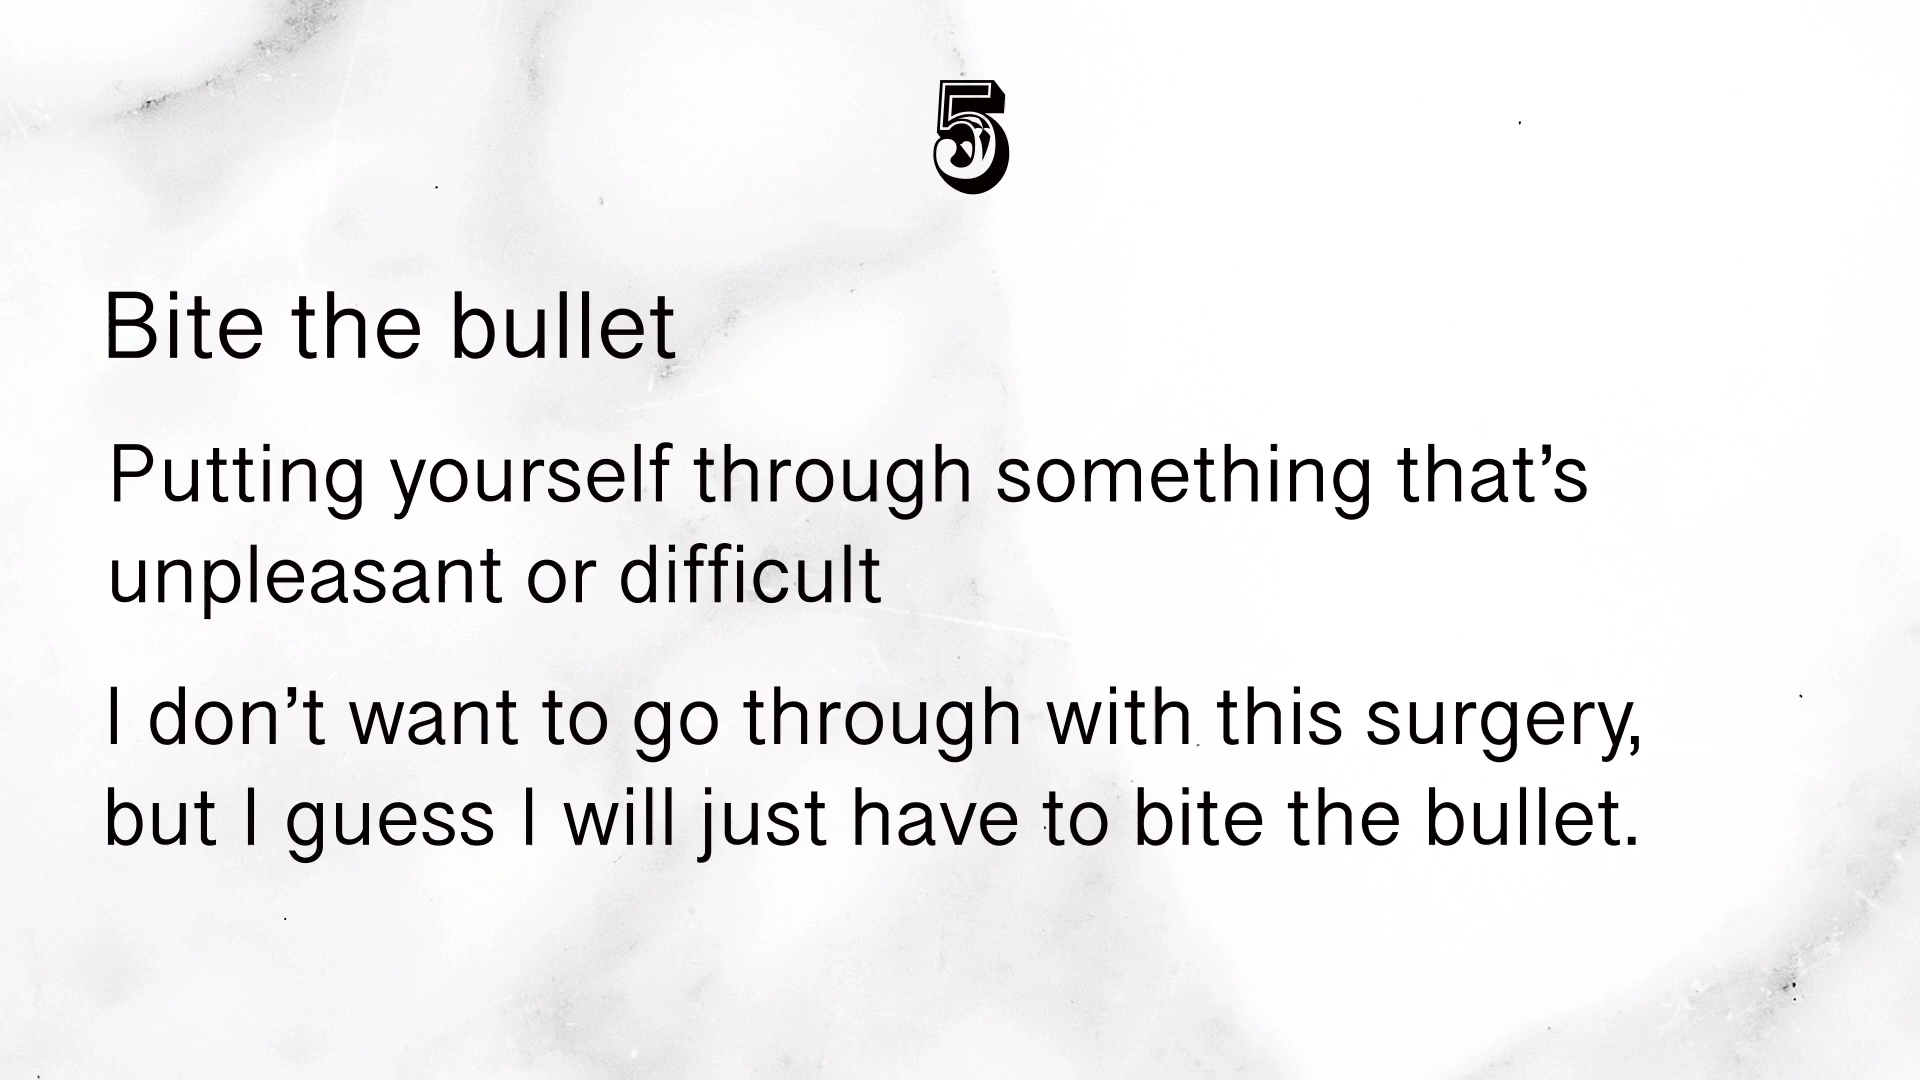 5
Bite the bullet
Putting yourself through something that’s
unpleasant or difficult
I don’t want to go through with this surgery,
but I guess I will just have to bite the bullet.